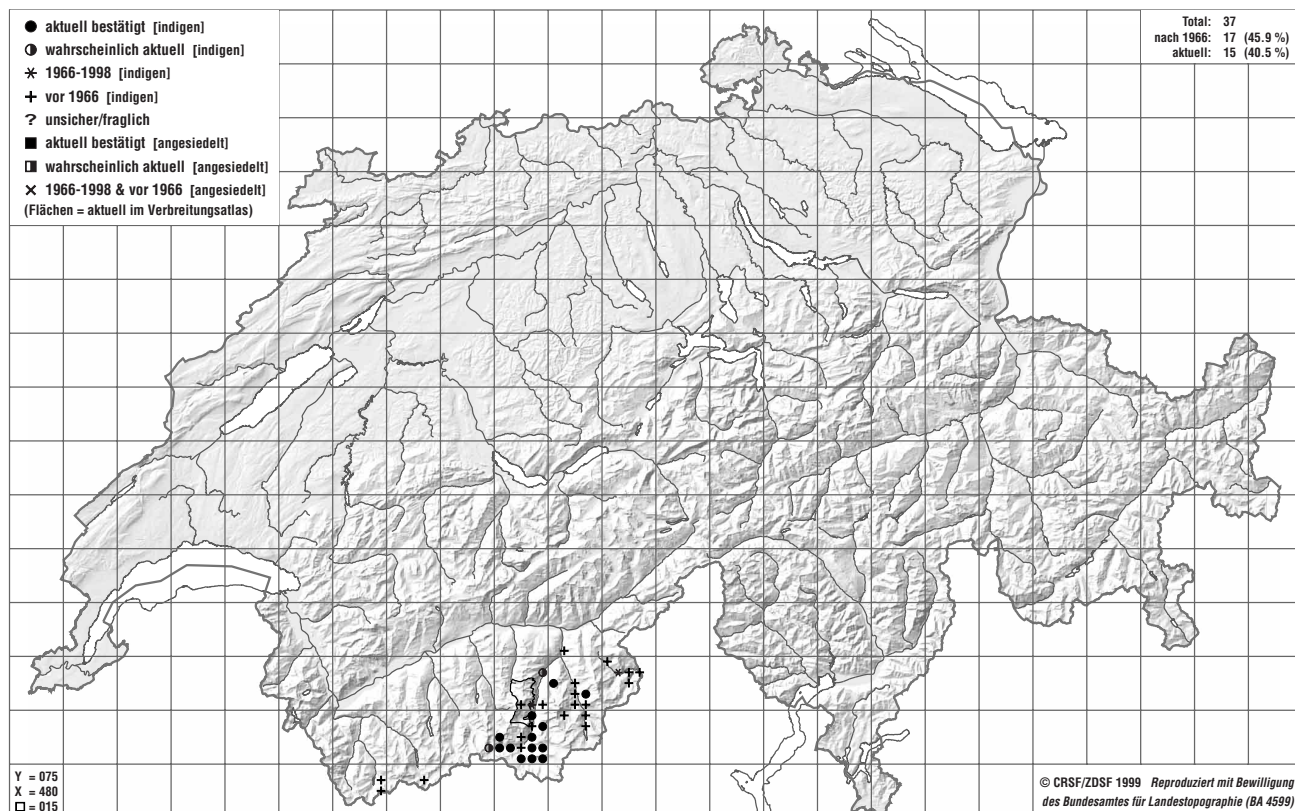 aktuell bestätigt [indigen]
wahrscheinlich aktuell [indigen]
1966-1998 [indigen]
vor 1966 [indigen]
unsicher/fraglich
aktuell bestätigt [angesiedelt]
wahrscheinlich aktuell [angesiedelt]
1966-1998 & vor 1966 [angesiedelt]
(Flächen = aktuell im Verbreitungsatlas)
Total: 37
nach 1966: 17 (45.9 %)
aktuell: 15 (40.5 %)
Y = 075
X = 480
□ = 015
© CRSF/ZDSF 1999 Reproduziert mit Bewilligung
des Bundesamtes für Landestopographie (BA 4599)